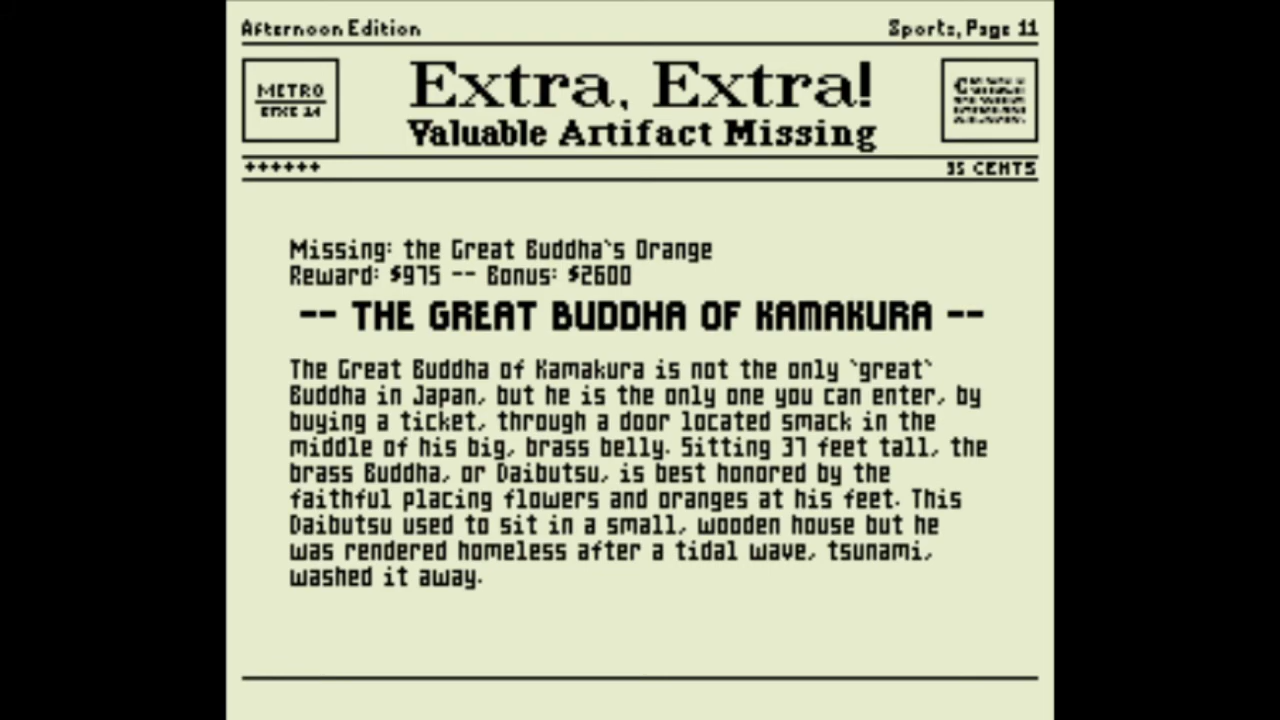 Afternoon Edition
Sports, Page 11
METRO
Extra, Extra!
Valuable Artifact Missing
++++++
35 CENTS
Missing: the Great Buddha`s Orange
Reward: $975 -- Bonus: $2600
-- THE GREAT BUDDHA OF KAMAKURA --
The Great Buddha of Kamakura is not the only `great`
Buddha in Japan, but he is the only one you can enter, by
buying a ticket, through a door located smack in the
middle of his big, brass belly. Sitting 37 feet tall, the
brass Buddha, or Daibutsu, is best honored by the
faithful placing flowers and oranges at his feet. This
Daibutsu used to sit in a small, wooden house but he
was rendered homeless after a tidal wave, tsunami,
washed it away.